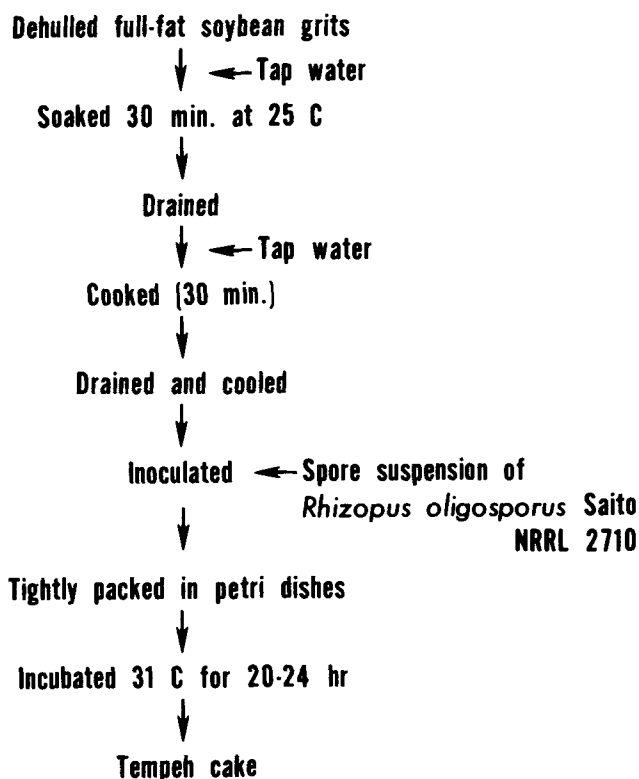 Dehulled full-fat soybean grits
Tap water
Soaked 30 min. at 25 C
Drained
Tap water
Cooked (30 min.)
Drained and cooled
Inoculated
Spore suspension of
Rhizopus oligosporus Saito
NRRL 2710
Tightly packed in petri dishes
Incubated 31 C for 20-24 hr
Tempeh cake